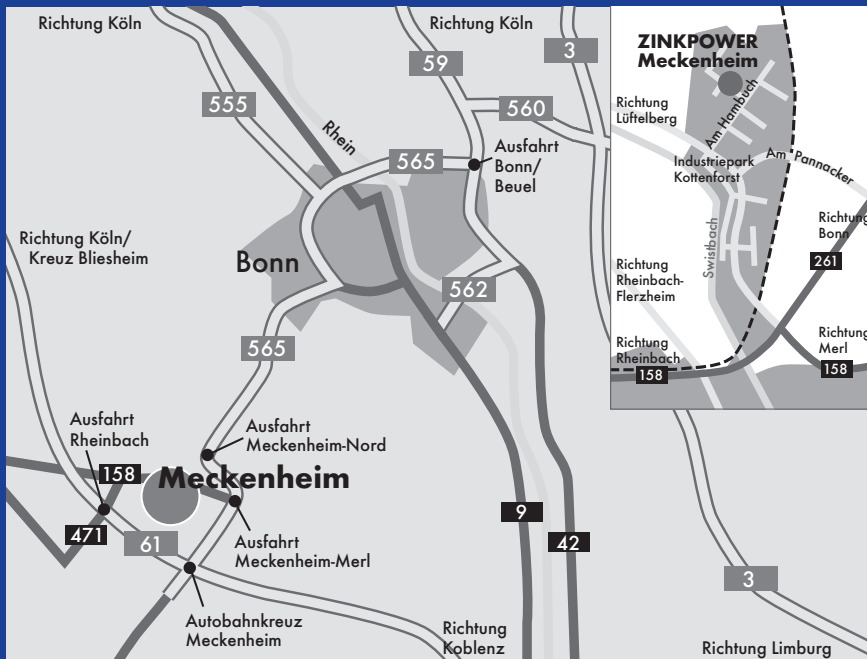 Richtung Köln
Richtung Köln
3
59
555
560
Rhein
565
Ausfahrt
Bonn/
Beuel
Richtung Köln/
Kreuz Bliesheim
Bonn
562
565
Ausfahrt
Rheinbach
Ausfahrt
Meckenheim-Nord
158
Meckenheim
9
471
61
Ausfahrt
Meckenheim-Merl
42
3
Autobahnkreuz
Meckenheim
Richtung
Koblenz
Richtung Limburg
ZINKPOWER
Meckenheim
Richtung
Lüftelberg
Am Hambuch
Industriepark
Kottenforst
Am Pannacker
Swistbach
Richtung
Bonn
261
Richtung
Rheinbach-
Flerzheim
Richtung
Rheinbach
158
Richtung
Merl
158